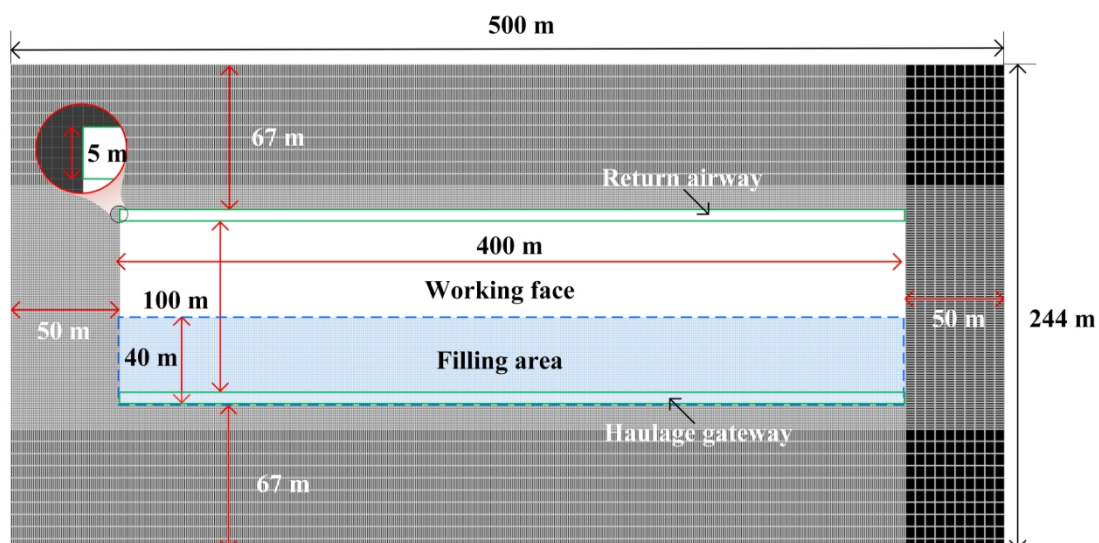 500 m
67 m
5 m
Return airway
400 m
Working face
100 m
50 m
50 m
244 m
40 m
Filling area
Haulage gateway
67 m